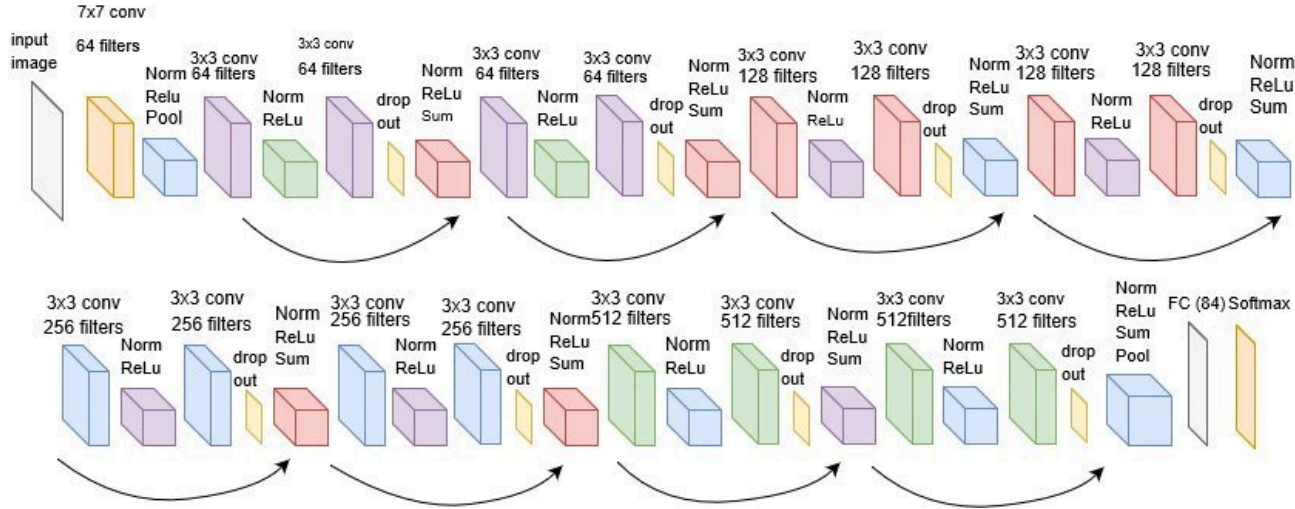 7x7 conv
64 filters
input
image
Norm
Relu
Pool
3x3 conv
64 filters
Norm
ReLu
3x3 conv
64 filters
drop
out
Norm
ReLu
Sum
3x3 conv
64 filters
Norm
ReLu
3x3 conv
64 filters
drop
out
Norm
ReLu
Sum
3x3 conv
128 filters
Norm
ReLu
3x3 conv
128 filters
drop
out
Norm
ReLu
Sum
3x3 conv
128 filters
Norm
ReLu
3x3 conv
128 filters
drop
out
Norm
ReLu
Sum
3x3 conv
256 filters
Norm
ReLu
3x3 conv
256 filters
drop
out
Norm
ReLu
Sum
3x3 conv
256 filters
Norm
ReLu
3x3 conv
256 filters
drop
out
Norm
ReLu
Sum
3x3 conv
512 filters
Norm
ReLu
3x3 conv
512 filters
drop
out
Norm
ReLu
Sum
3x3 conv
512filters
Norm
ReLu
3x3 conv
512 filters
drop
out
Norm
ReLu
Sum
Pool
FC (84) Softmax